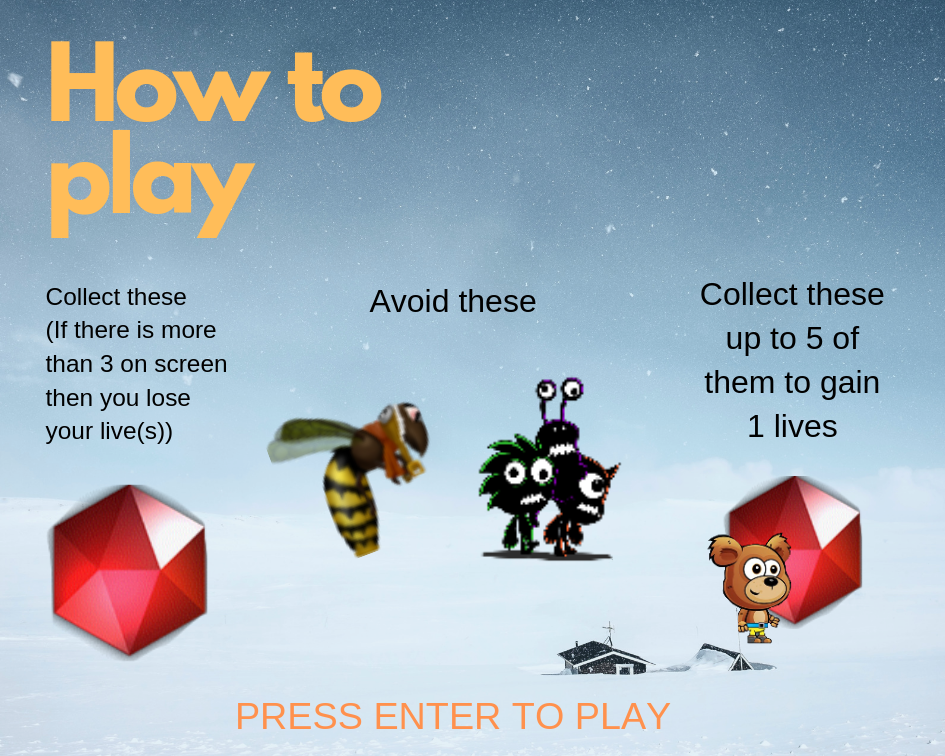 How to
play
Collect these
(If there is more
than 3 on screen
then you lose
your live(s))
Avoid these
Collect these
up to 5 of
them to gain
1 lives
PRESS ENTER TO PLAY